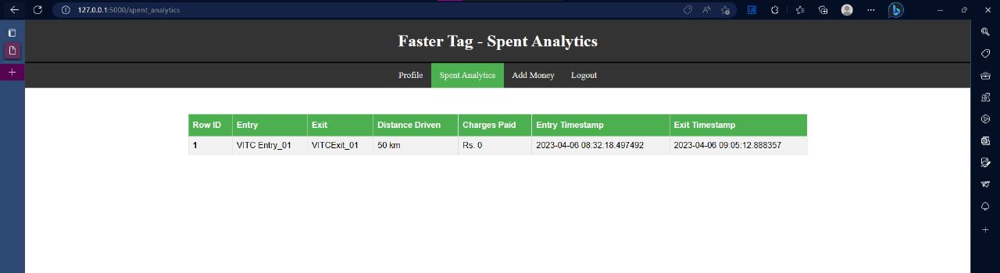 127.0.0.1:5000/spent_analytics
Faster Tag - Spent Analytics
Profile Spent Analytics Add Money Logout
Row ID Entry Exit Distance Driven Charges Paid Entry Timestamp Exit Timestamp
1 VITC Entry_01 VITCExit_01 50 km Rs. 0 2023-04-06 08:32:18.497492 2023-04-06 09:05:12.888357